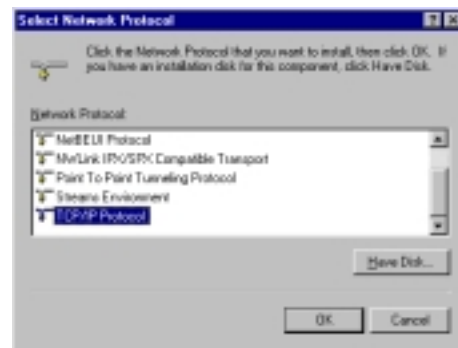 Select Network Protocol
Click the Network Protocol that you want to install, then click OK. If
you have an installation disk for this component, click Have Disk.
Network Protocol:
NetBEUI Protocol
NWLink IPX/SPX Compatible Transport
Point To Point Tunneling Protocol
Streams Environment
TCP/IP Protocol
Have Disk...
OK
Cancel